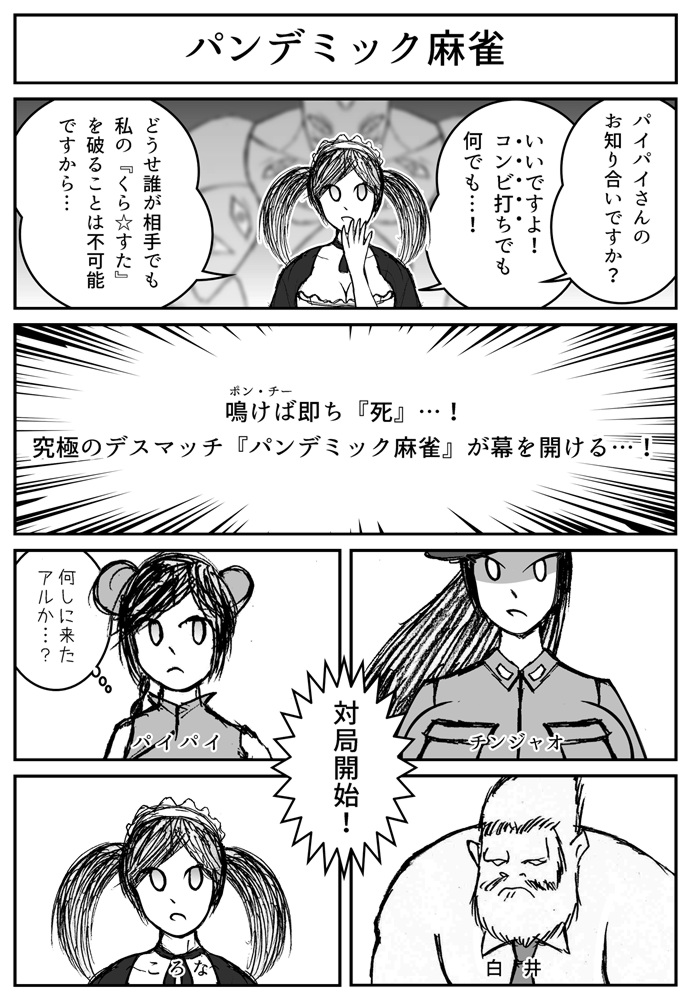 パンデミック麻雀
パイパイさんの
お知り合いですか？
いいですよ！
コンビ打ちでも
何でも…！
どうせ誰が相手でも
私の『くら☆すた』
を破ることは不可能
ですから…
ポン・チー
鳴けば即ち『死』…！
究極のデスマッチ『パンデミック麻雀』が幕を開ける…！
チンジャオ
何しに来た
アルか…？
パイパイ
対局開始！
白井
ころな